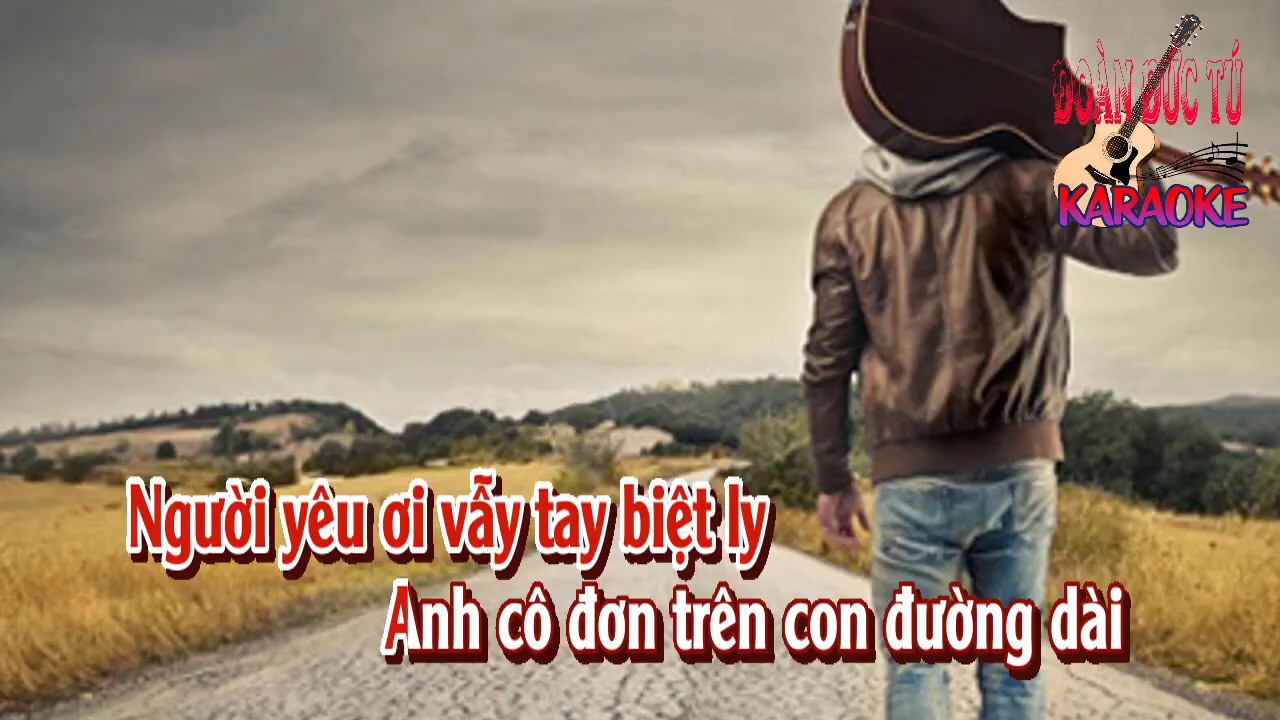 ĐOÀN ĐỨC TÚ
KARAOKE
Người yêu ơi vẫy tay biệt ly
Anh cô đơn trên con đường dài